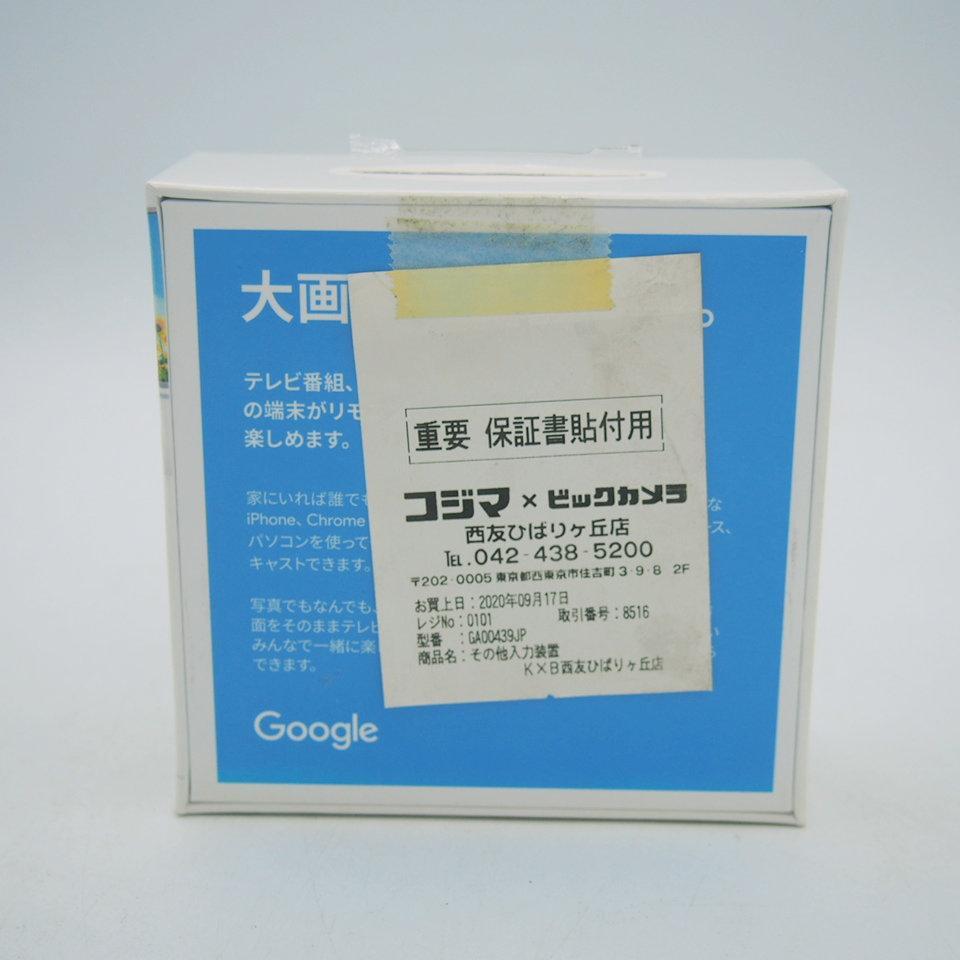 大画
。
テレビ番組、
の端末がリモ
楽しめます。
家にいれば誰でも
iPhone、Chrome
パソコンを使って
キャストできます。
な
ース、
写真でもなんでも、
面をそのままテレビ
みんなで一緒に楽
できます。
い
Google
重要 保証書貼付用
コジマ×ビックカメラ
西友ひばりヶ丘店
TEL.042-438-5200
〒202-0005 東京都西東京市住吉町3-9-8 2F
お買上日:2020年09月17日
レジNo:0101 取引番号:8516
型番 :GA00439JP
商品名:その他入力装置
K×B西友ひばりヶ丘店